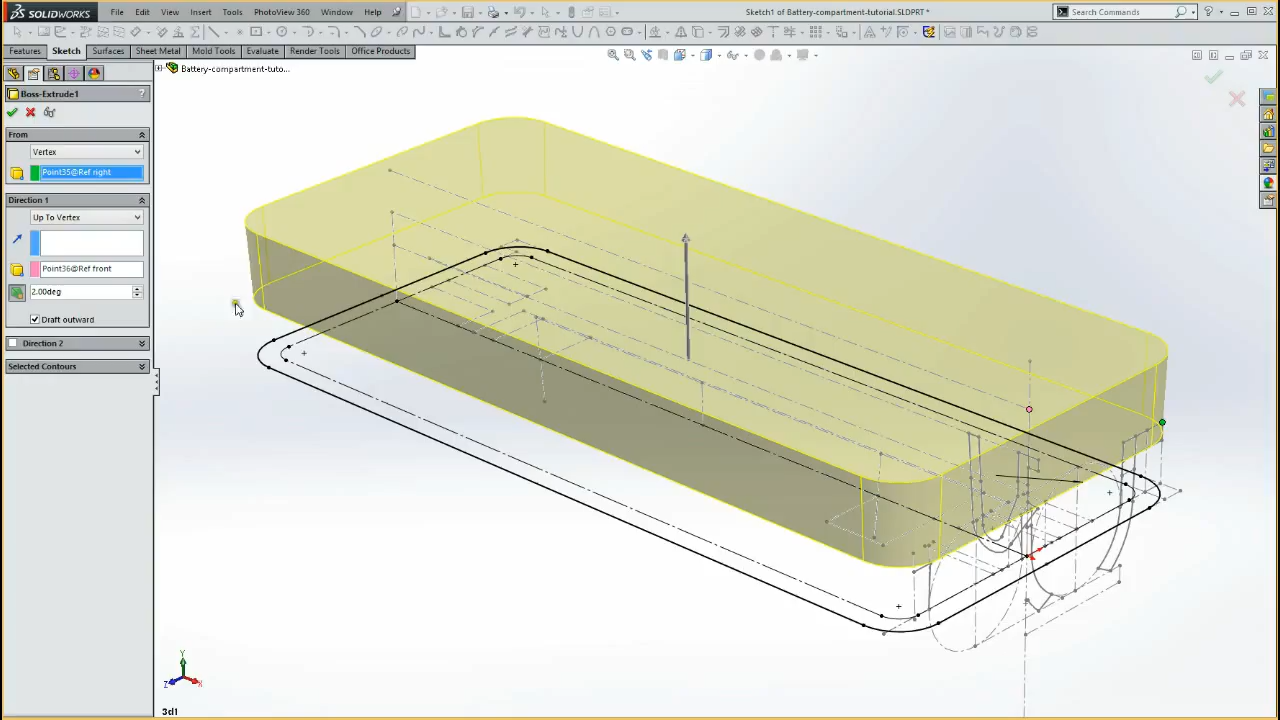 SOLIDWORKS
File Edit View Insert Tools PhotoView 360 Window Help
Sketch1 of Battery-compartment-tutorial.SLDPRT *
Search Commands
Features Sketch Surfaces Sheet Metal Mold Tools Evaluate Render Tools Office Products
Battery-compartment-tuto...
Boss-Extrude1
?
From
Vertex
Point35@Ref right
Direction 1
Up To Vertex
Point36@Ref front
2.00deg
Draft outward
Direction 2
Selected Contours
Y
Z
X
3d1